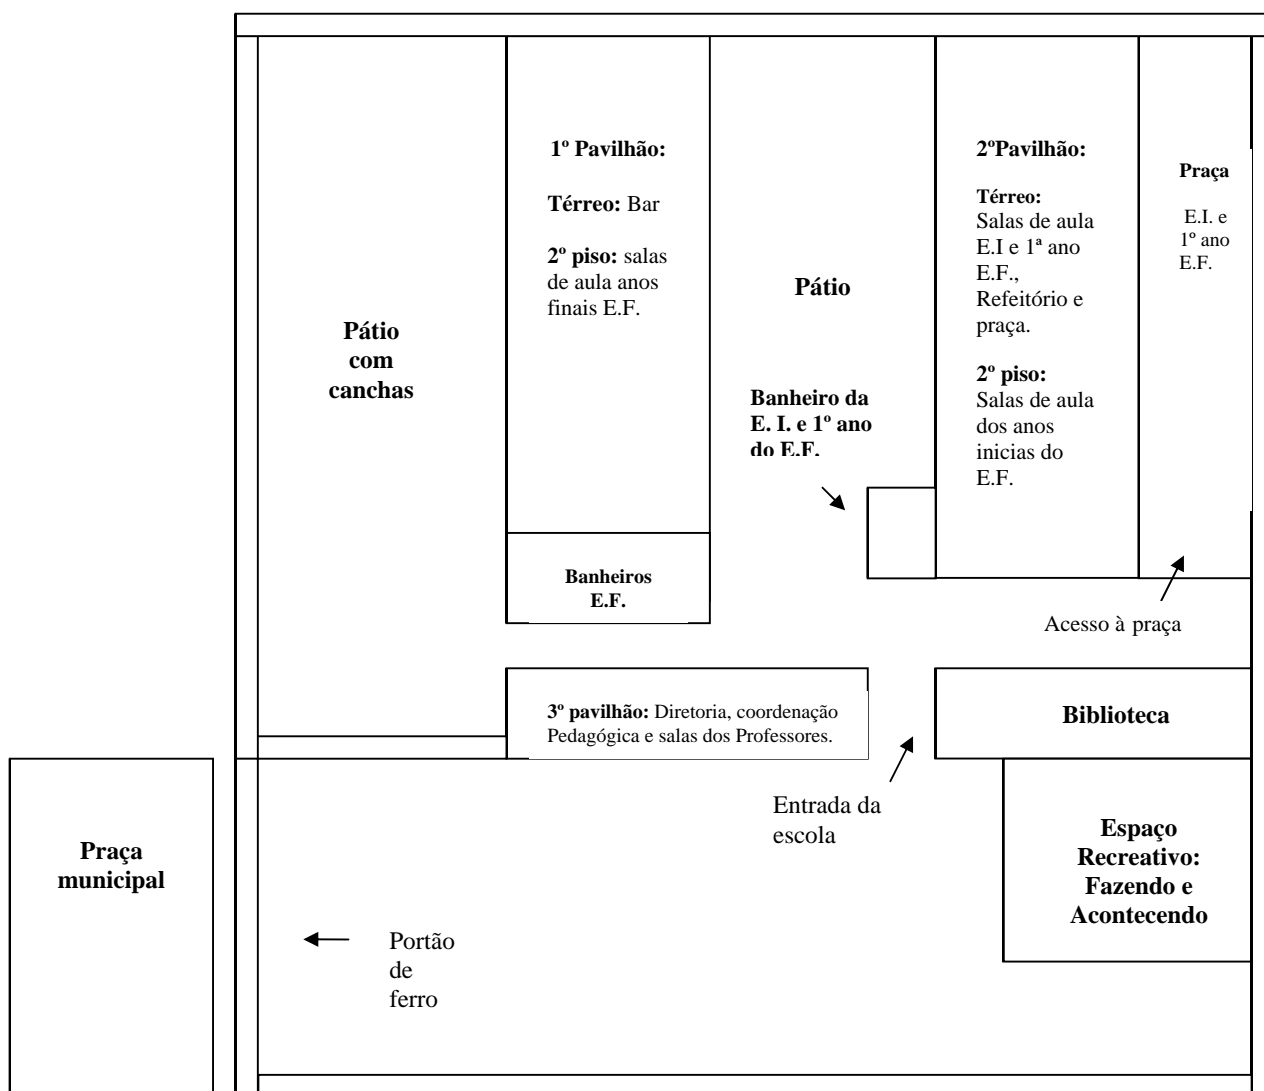 1º Pavilhão:
Térreo: Bar
2º piso: salas
de aula anos
finais E.F.
2ºPavilhão:
Térreo:
Salas de aula
E.I e 1ª ano
E.F.,
Refeitório e
praça.
2º piso:
Salas de aula
dos anos
inicias do
E.F.
Praça
E.I. e
1º ano
E.F.
Pátio
Pátio
com
canchas
Banheiro da
E. I. e 1º ano
do E.F.
Banheiros
E.F.
Acesso à praça
3º pavilhão: Diretoria, coordenação
Pedagógica e salas dos Professores.
Biblioteca
Entrada da
escola
Espaço
Recreativo:
Fazendo e
Acontecendo
Praça
municipal
Portão
de
ferro